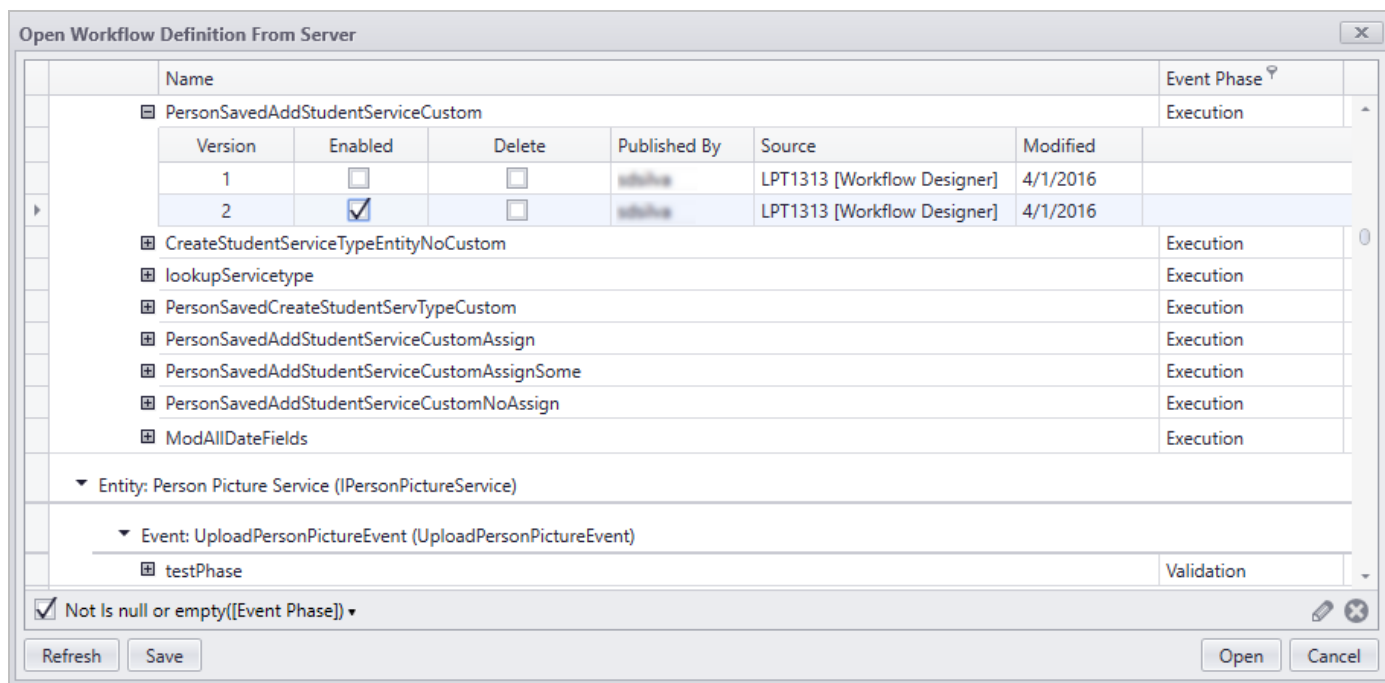 Open Workflow Definition From Server
Name Event Phase
PersonSavedAddStudentServiceCustom Execution
Version Enabled Delete Published By Source Modified
1 LPT1313 [Workflow Designer] 4/1/2016
2 LPT1313 [Workflow Designer] 4/1/2016
CreateStudentServiceTypeEntityNoCustom Execution
lookupServicetype Execution
PersonSavedCreateStudentServTypeCustom Execution
PersonSavedAddStudentServiceCustomAssign Execution
PersonSavedAddStudentServiceCustomAssignSome Execution
PersonSavedAddStudentServiceCustomNoAssign Execution
ModAllDateFields Execution
Entity: Person Picture Service (IPersonPictureService)
Event: UploadPersonPictureEvent (UploadPersonPictureEvent)
testPhase Validation
Not Is null or empty([Event Phase])
Refresh Save Open Cancel